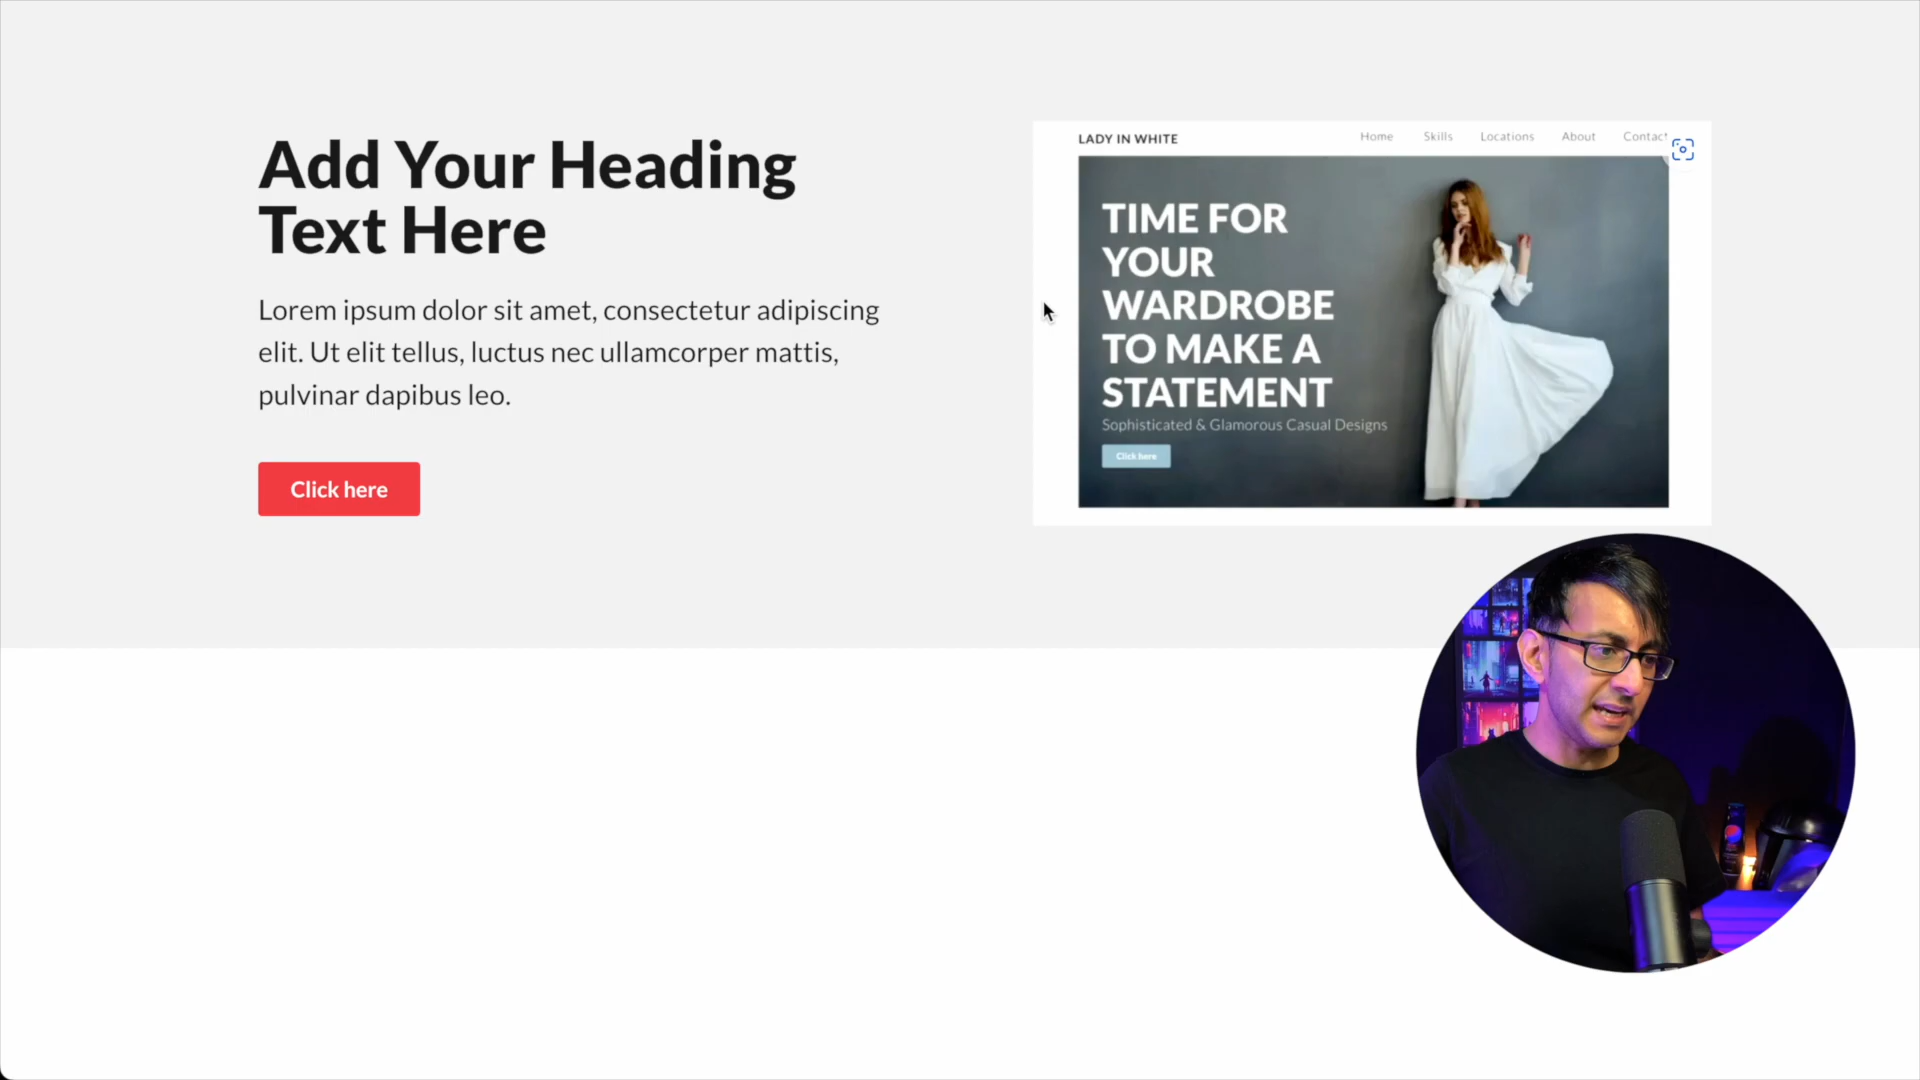 Add Your Heading
Text Here
Lorem ipsum dolor sit amet, consectetur adipiscing
elit. Ut elit tellus, luctus nec ullamcorper mattis,
pulvinar dapibus leo.
Click here
LADY IN WHITE
Home Skills Locations About Contact
TIME FOR
YOUR
WARDROBE
TO MAKE A
STATEMENT
Sophisticated & Glamorous Casual Designs
Click here